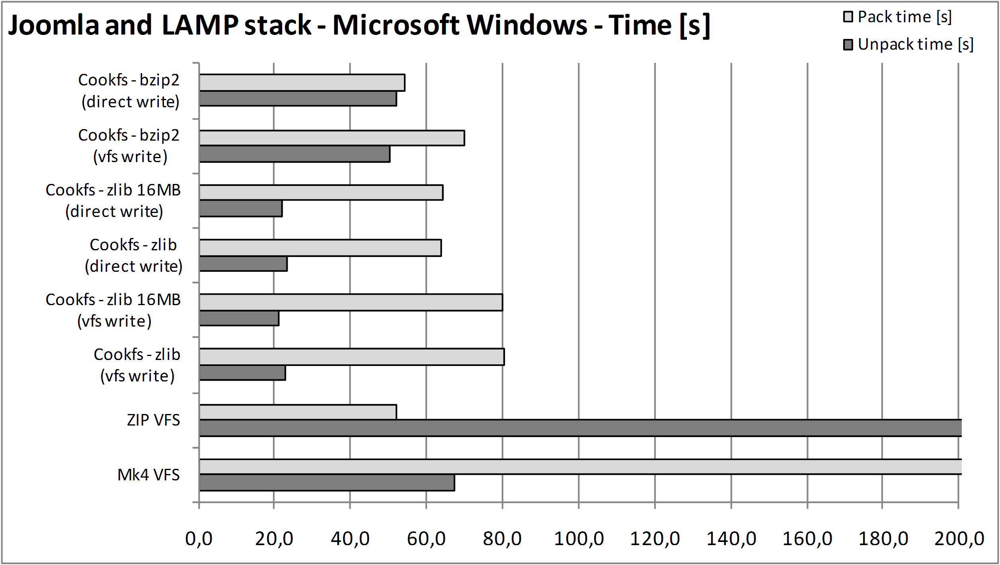 Joomla and LAMP stack - Microsoft Windows - Time [s]
Pack time [s]
Unpack time [s]
Cookfs - bzip2
(direct write)
Cookfs - bzip2
(vfs write)
Cookfs - zlib 16MB
(direct write)
Cookfs - zlib
(direct write)
Cookfs - zlib 16MB
(vfs write)
Cookfs - zlib
(vfs write)
ZIP VFS
Mk4 VFS
0,0 20,0 40,0 60,0 80,0 100,0 120,0 140,0 160,0 180,0 200,0